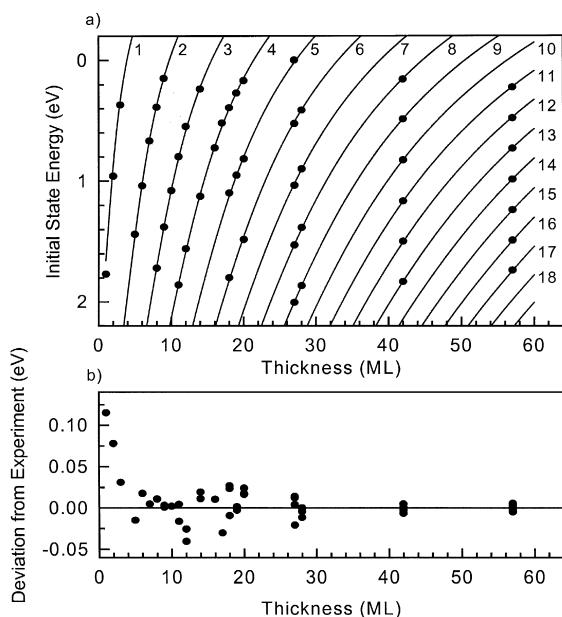 a)
1 2 3 4 5 6 7 8 9 10
11
12
13
14
15
16
17
18
0
1
2
Initial State Energy (eV)
0 10 20 30 40 50 60
Thickness (ML)
b)
0.10
0.05
0.00
-0.05
Deviation from Experiment (eV)
0 10 20 30 40 50 60
Thickness (ML)